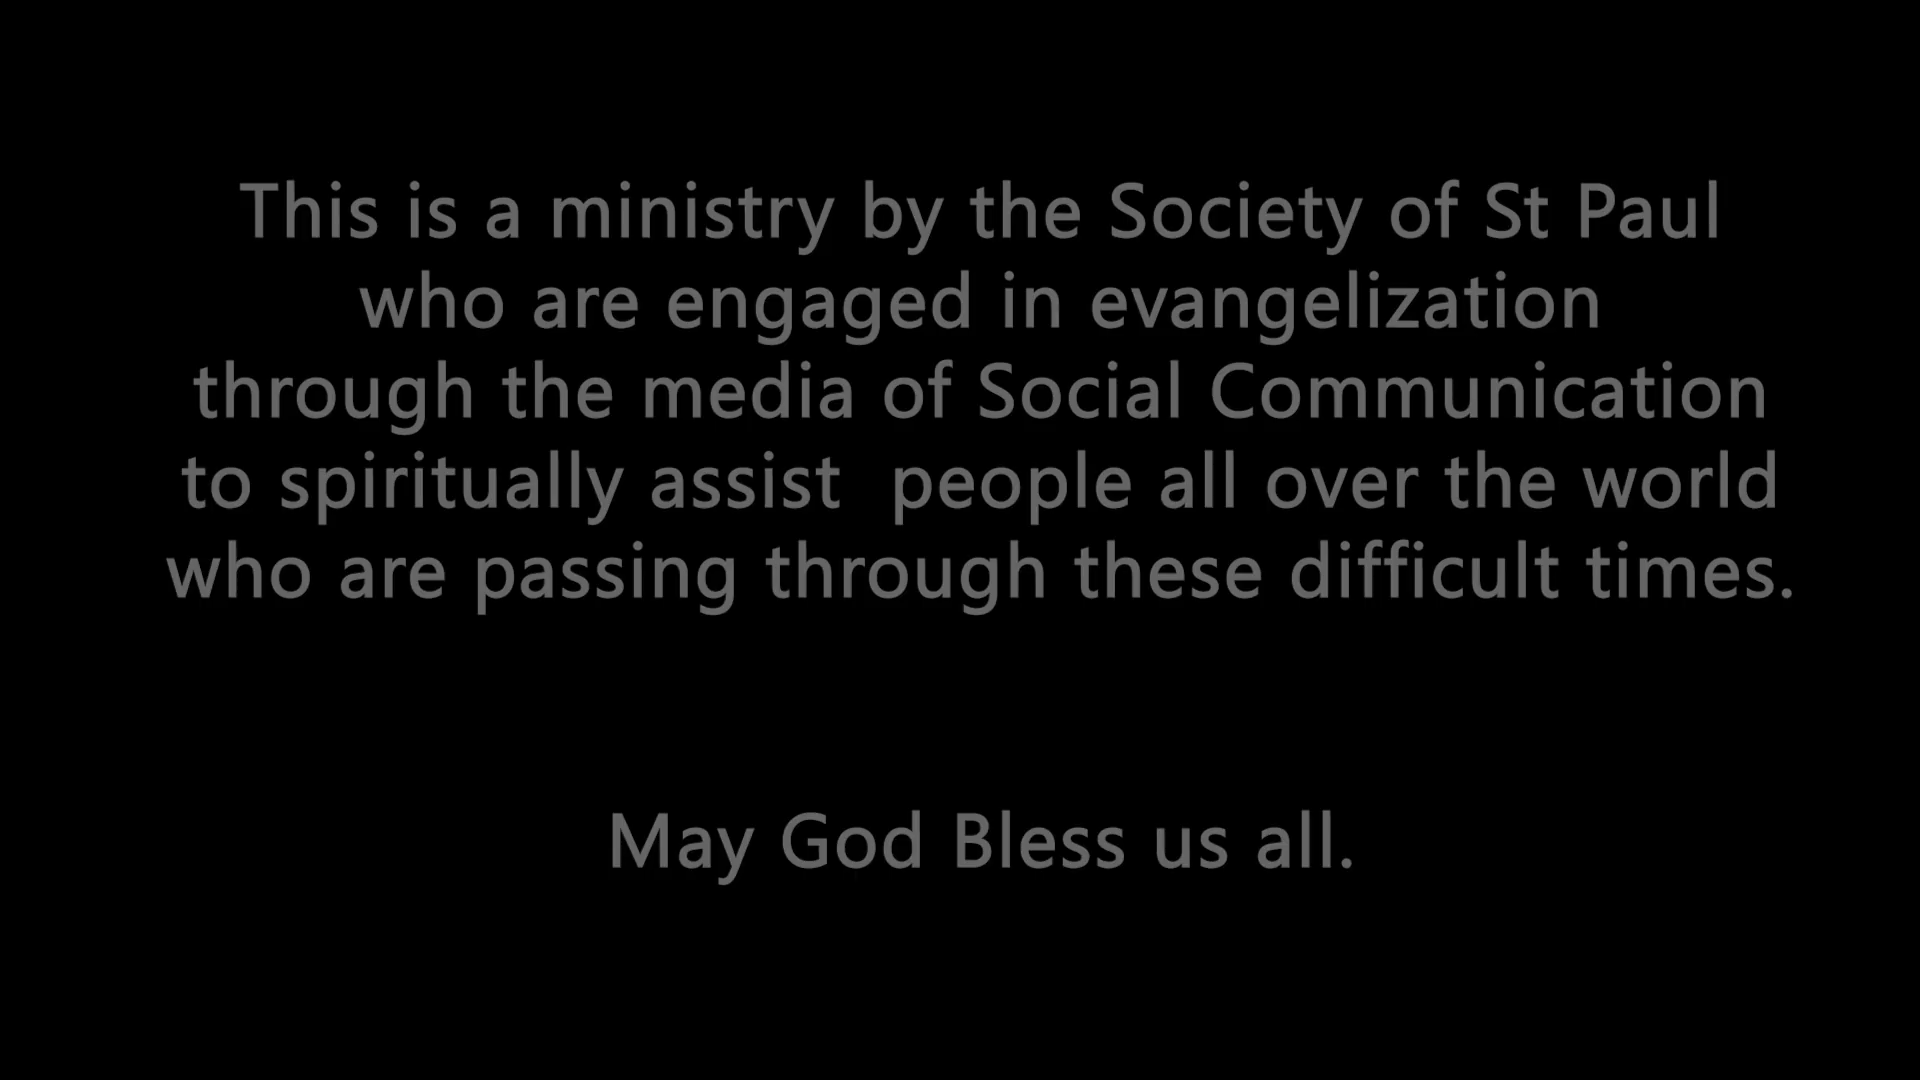 This is a ministry by the Society of St Paul
who are engaged in evangelization
through the media of Social Communication
to spiritually assist  people all over the world
who are passing through these difficult times.
May God Bless us all.